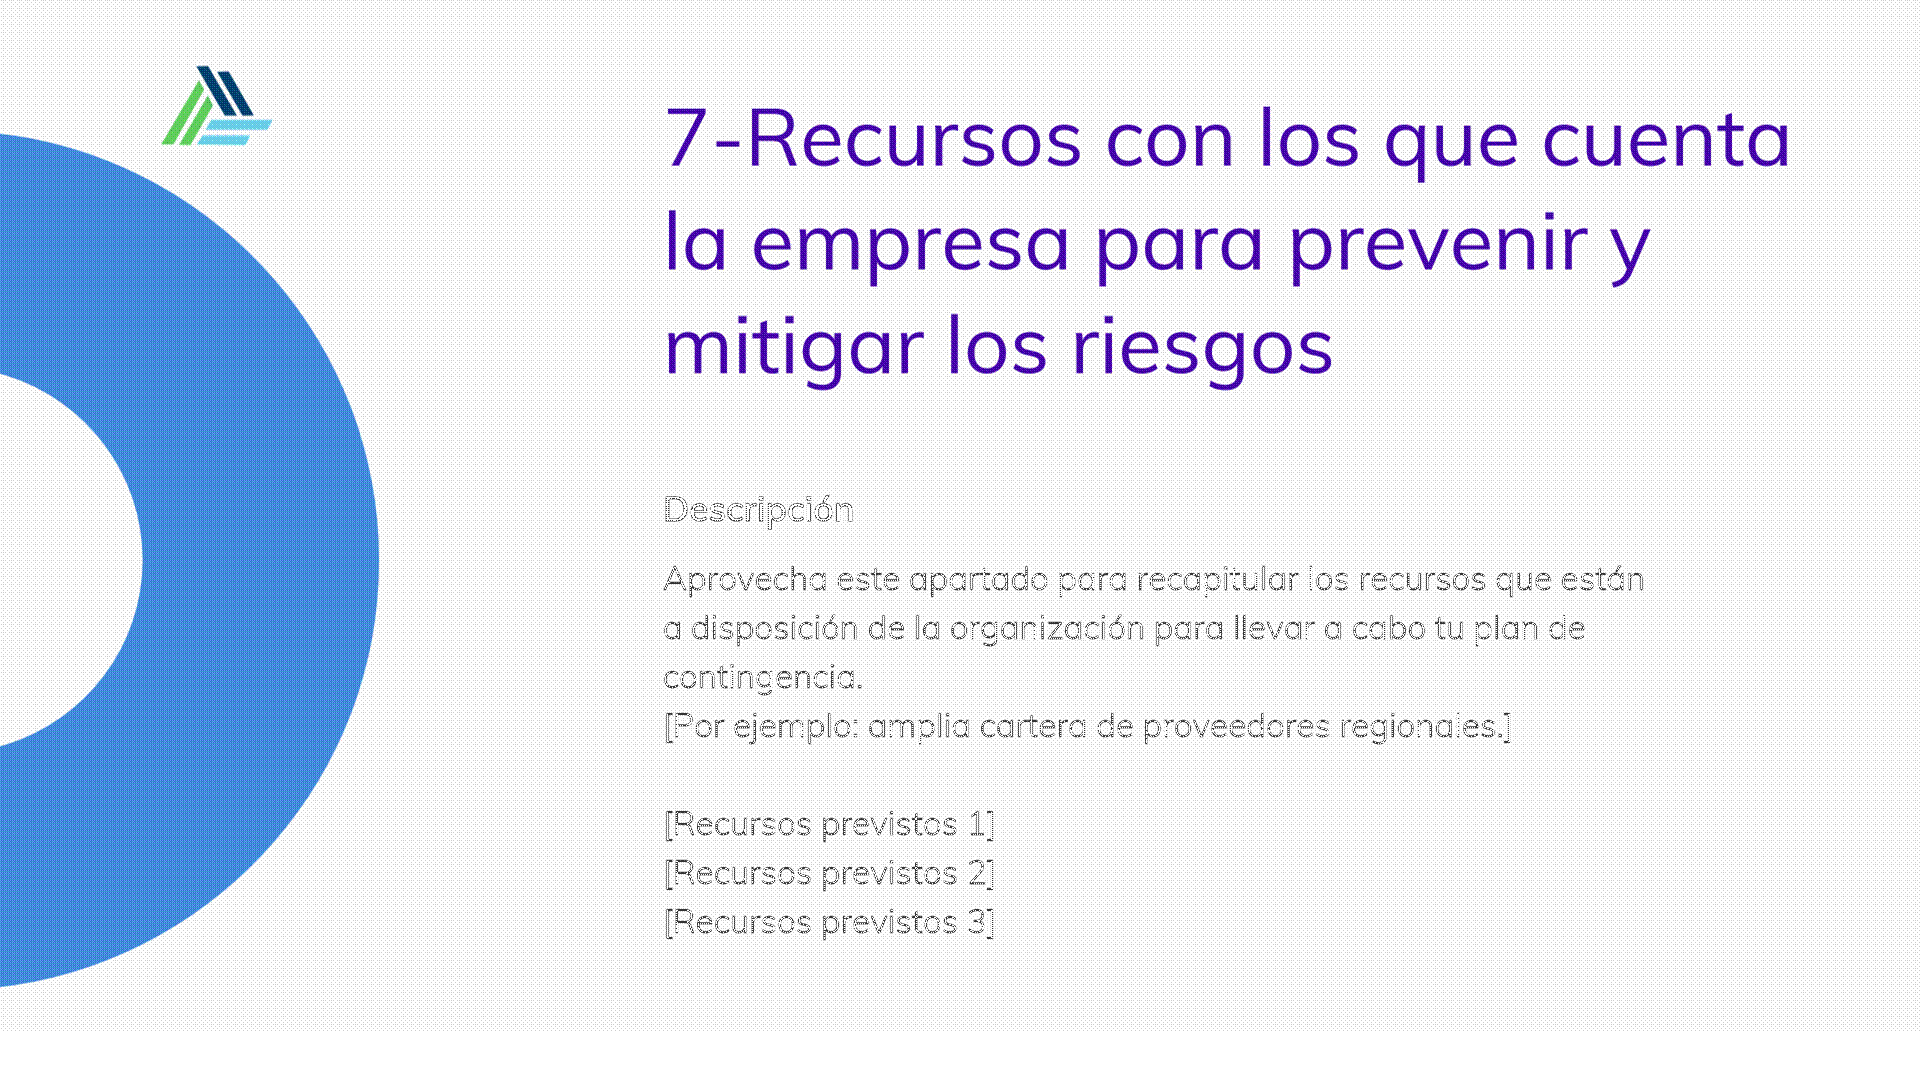 7-Recursos con los que cuenta
la empresa para prevenir y
mitigar los riesgos
Descripción
Aprovecha este apartado para recapitular los recursos que están
a disposición de la organización para llevar a cabo tu plan de
contingencia.
[Por ejemplo: amplia cartera de proveedores regionales.]
[Recursos previstos 1]
[Recursos previstos 2]
[Recursos previstos 3]